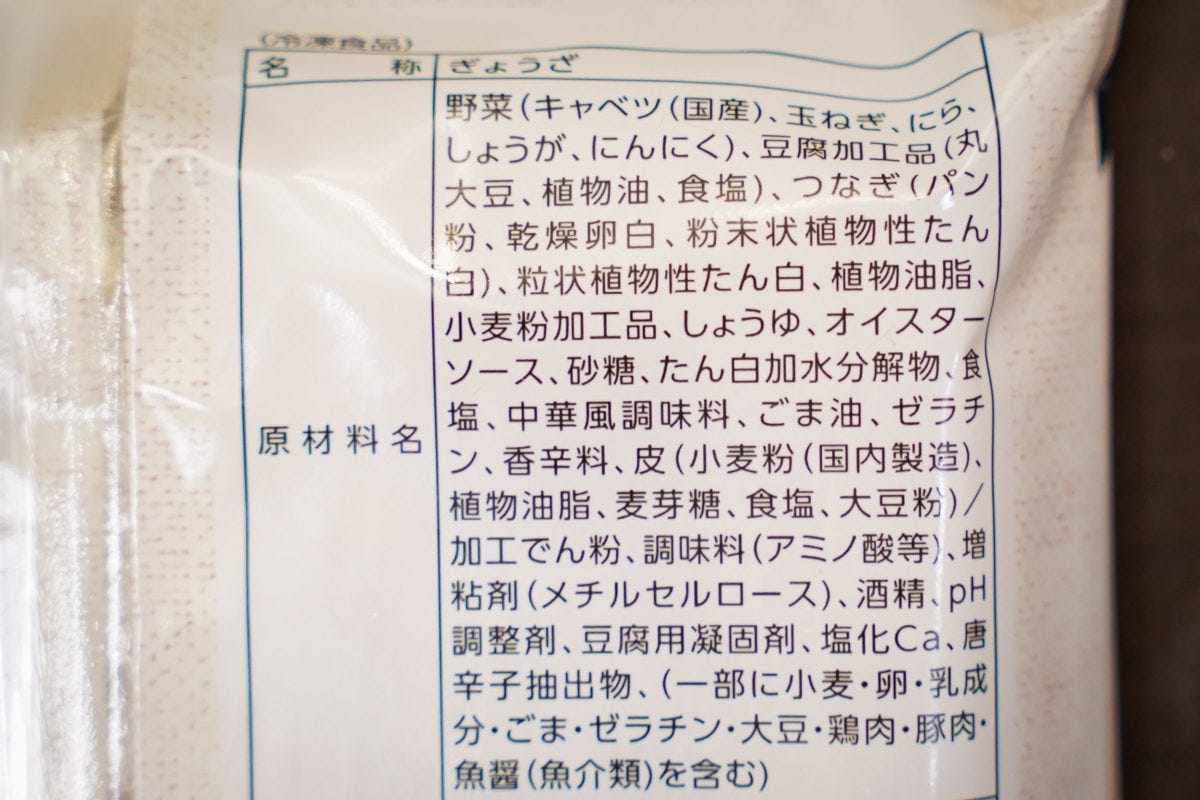 (冷凍食品)
名称 ぎょうざ
原材料名
野菜(キャベツ(国産)、玉ねぎ、にら、
しょうが、にんにく)、豆腐加工品(丸
大豆、植物油、食塩)、つなぎ(パン
粉、乾燥卵白、粉末状植物性たん
白)、粒状植物性たん白、植物油脂、
小麦粉加工品、しょうゆ、オイスター
ソース、砂糖、たん白加水分解物、食
塩、中華風調味料、ごま油、ゼラチ
ン、香辛料、皮(小麦粉(国内製造)、
植物油脂、麦芽糖、食塩、大豆粉)/
加工でん粉、調味料(アミノ酸等)、増
粘剤(メチルセルロース)、酒精、pH
調整剤、豆腐用凝固剤、塩化Ca、唐
辛子抽出物、(一部に小麦・卵・乳成
分・ごま・ゼラチン・大豆・鶏肉・豚肉・
魚醤(魚介類)を含む)